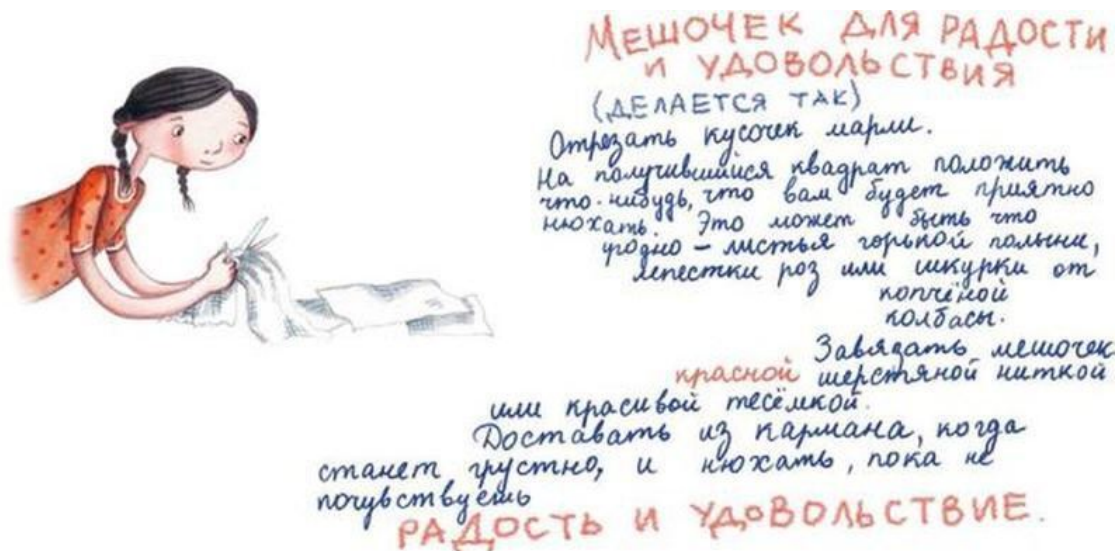 МЕШОЧЕК ДЛЯ РАДОСТИ
И УДОВОЛЬСТВИЯ
(ДЕЛАЕТСЯ ТАК)
Отрезать кусочек марли.
На получившийся квадрат положить
что-нибудь, что вам будет приятно
нюхать. Это может быть что
угодно – листья горькой полыни,
лепестки роз или шкурки от
копчёной
колбасы.
Завязать мешочек
красной шерстяной ниткой
или красивой тесёмкой.
Доставать из кармана, когда
станет грустно, и нюхать, пока не
почувствуешь
РАДОСТЬ И УДОВОЛЬСТВИЕ.